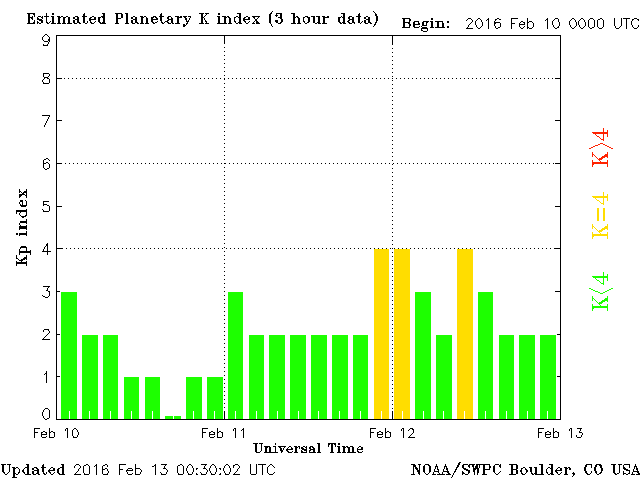 Estimated Planetary K index (3 hour data)
Begin: 2016 Feb 10 0000 UTC
9
8
7
6
5
4
3
2
1
0
Kp index
K>4
K=4
K<4
Feb 10
Feb 11
Feb 12
Feb 13
Universal Time
Updated 2016 Feb 13 00:30:02 UTC
NOAA/SWPC Boulder, CO USA